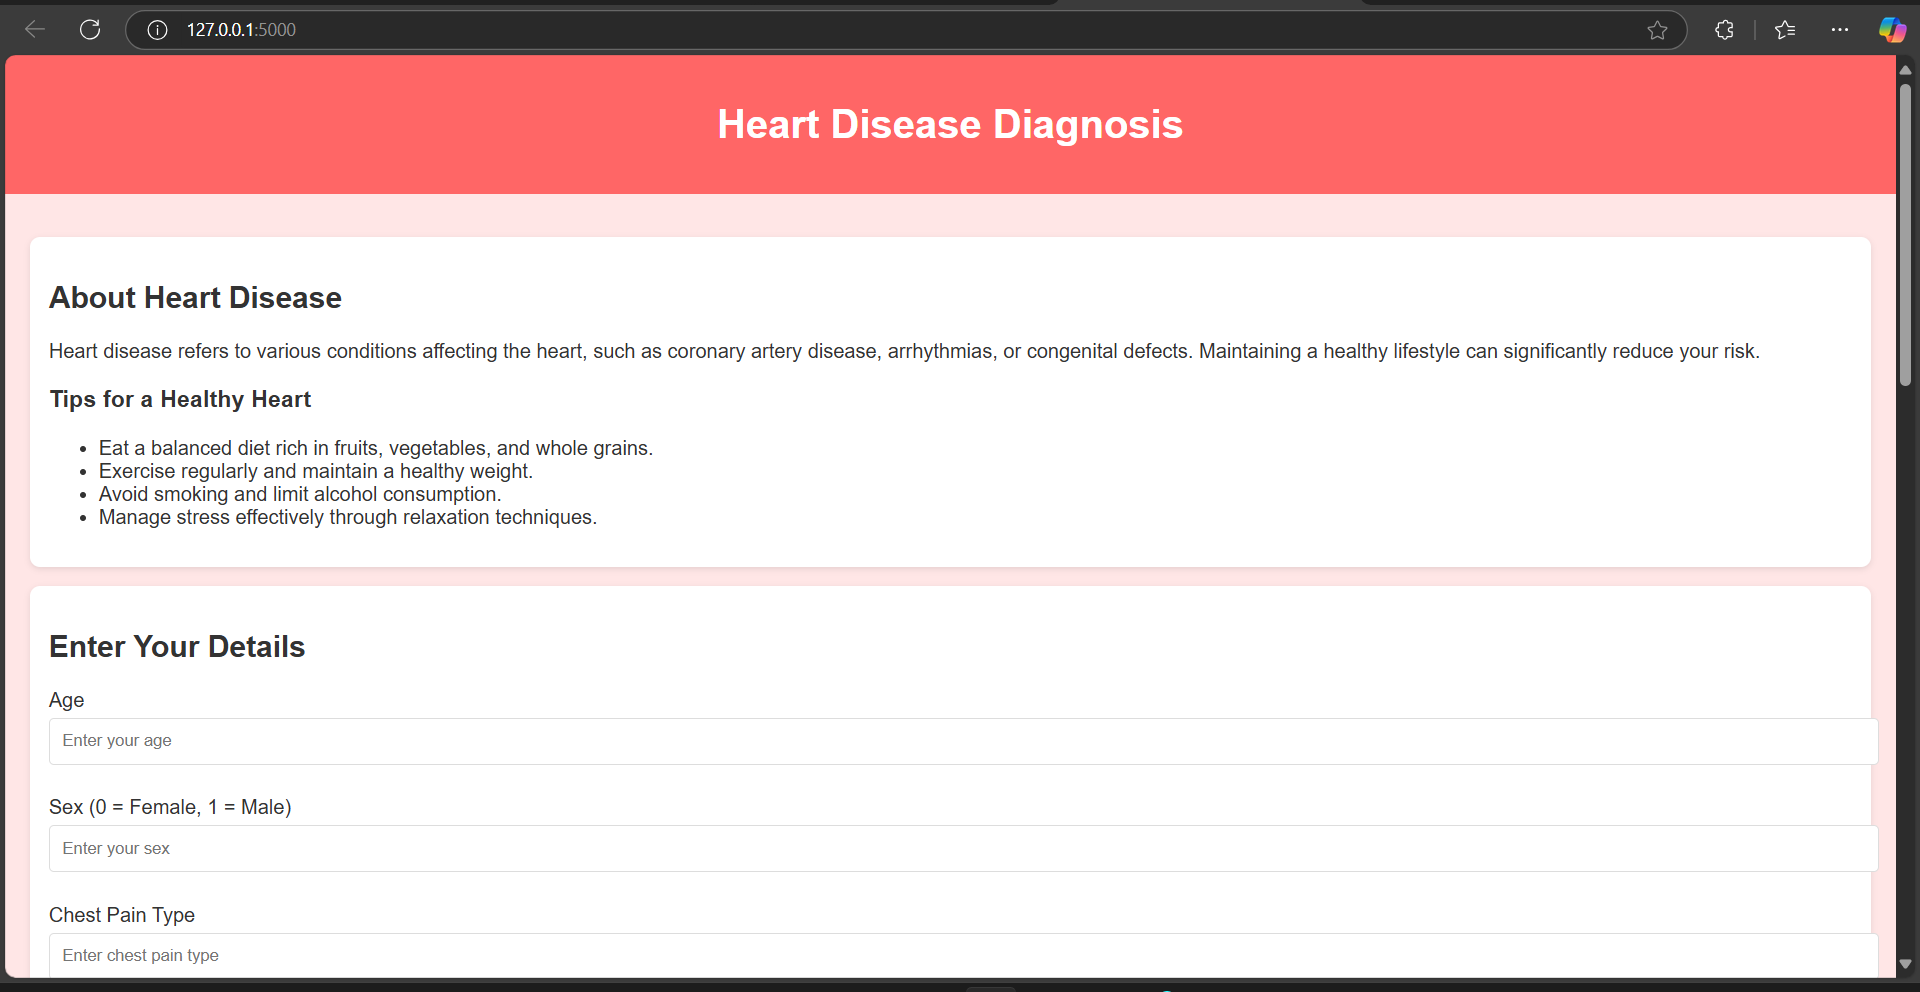 127.0.0.1:5000
Heart Disease Diagnosis
About Heart Disease
Heart disease refers to various conditions affecting the heart, such as coronary artery disease, arrhythmias, or congenital defects. Maintaining a healthy lifestyle can significantly reduce your risk.
Tips for a Healthy Heart
• Eat a balanced diet rich in fruits, vegetables, and whole grains.
• Exercise regularly and maintain a healthy weight.
• Avoid smoking and limit alcohol consumption.
• Manage stress effectively through relaxation techniques.
Enter Your Details
Age
Enter your age
Sex (0 = Female, 1 = Male)
Enter your sex
Chest Pain Type
Enter chest pain type